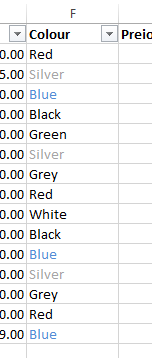 F
Colour Preio
0.00 Red
5.00 Silver
0.00 Blue
0.00 Black
0.00 Green
0.00 Silver
0.00 Grey
0.00 Red
0.00 White
0.00 Black
0.00 Blue
0.00 Silver
0.00 Grey
0.00 Red
9.00 Blue